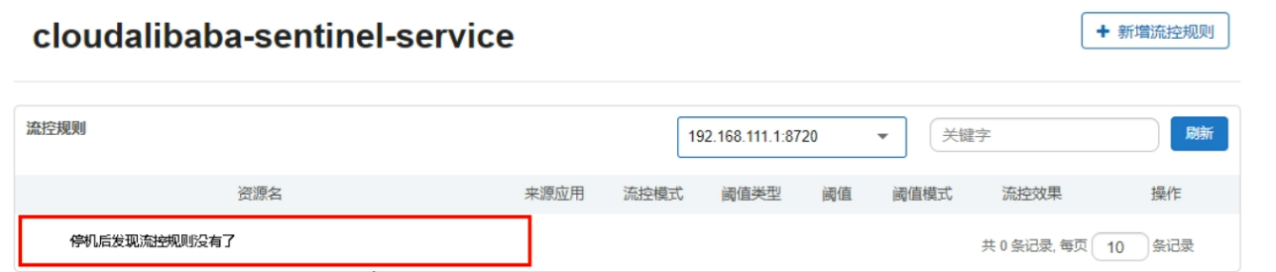 cloudalibaba-sentinel-service
+ 新增流控规则
流控规则
192.168.111.1:8720
关键字
刷新
资源名 来源应用 流控模式 阈值类型 阈值 阈值模式 流控效果 操作
停机后发现流控规则没有了
共 0 条记录, 每页 10 条记录